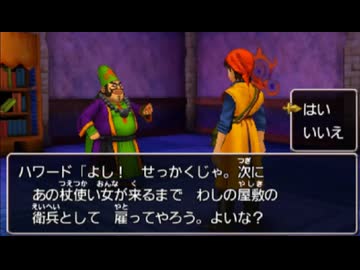 はい
いいえ
ハワード「よし！　せっかくじゃ。次に
あの杖使い女が来るまで　わしの屋敷の
衛兵として　雇ってやろう。よいな？